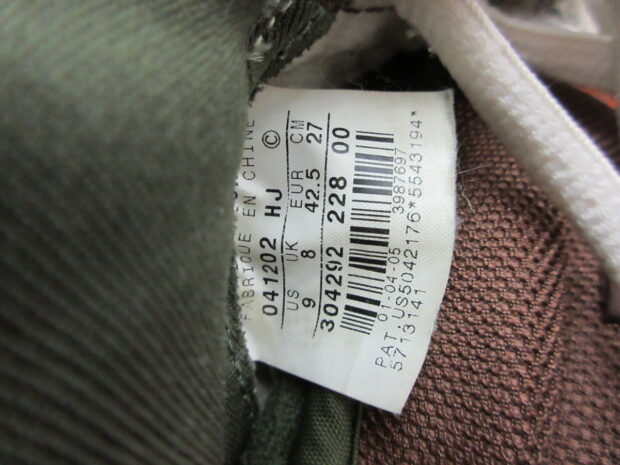 FABRIQUE EN CHINE
041202 HJ ©
US UK EUR CM
9 8 42.5 27
304292 228 00
01-04-05 3987697
PAT.US5042176*5543194*
5713141